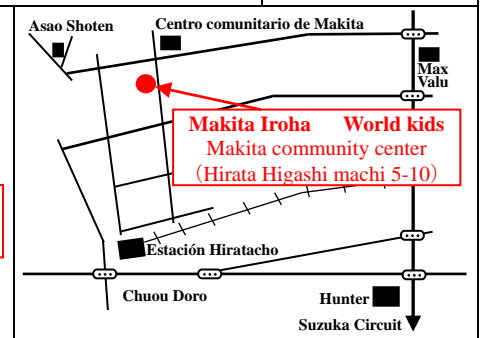 Asao Shoten
Centro comunitario de Makita
Max
Valu
Makita Iroha World kids
Makita community center
(Hirata Higashi machi 5-10)
Estación Hiratacho
Chuou Doro
Hunter
Suzuka Circuit